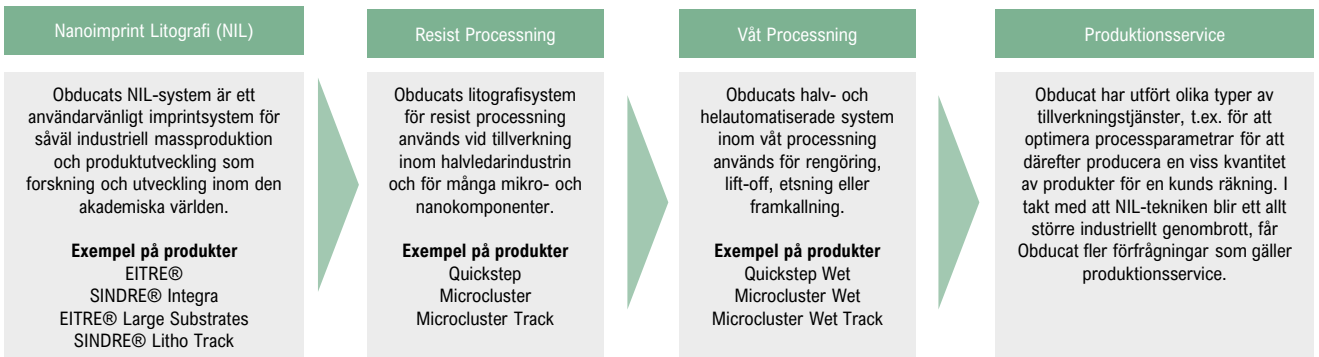 Nanoimprint Litografi (NIL)
Obducats NIL-system är ett
användarvänligt imprintsystem för
såväl industriell massproduktion
och produktutveckling som
forskning och utveckling inom den
akademiska världen.
Exempel på produkter
EITRE®
SINDRE® Integra
EITRE® Large Substrates
SINDRE® Litho Track
Resist Processning
Obducats litografisystem
för resist processning
används vid tillverkning
inom halvledarindustrin
och för många mikro- och
nanokomponenter.
Exempel på produkter
Quickstep
Microcluster
Microcluster Track
Våt Processning
Obducats halv- och
helautomatiserade system
inom våt processning
används för rengöring,
lift-off, etsning eller
framkallning.
Exempel på produkter
Quickstep Wet
Microcluster Wet
Microcluster Wet Track
Produktionsservice
Obducat har utfört olika typer av
tillverkningstjänster, t.ex. för att
optimera processparametrar för att
därefter producera en viss kvantitet
av produkter för en kunds räkning. I
takt med att NIL-tekniken blir ett allt
större industriellt genombrott, får
Obducat fler förfrågningar som gäller
produktionsservice.